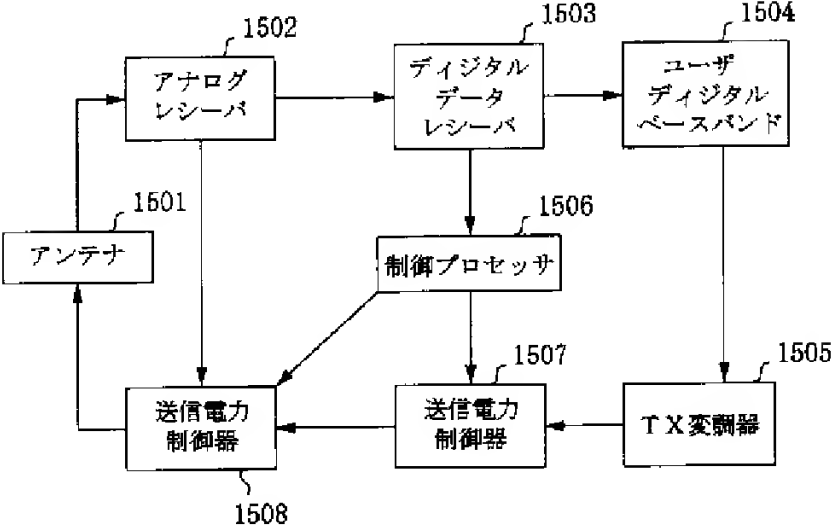 1502
アナログ
レシーバ
1503
ディジタル
データ
レシーバ
1504
ユーザ
ディジタル
ベースバンド
1501
アンテナ
1506
制御プロセッサ
1508
送信電力
制御器
1507
送信電力
制御器
1505
TX変調器